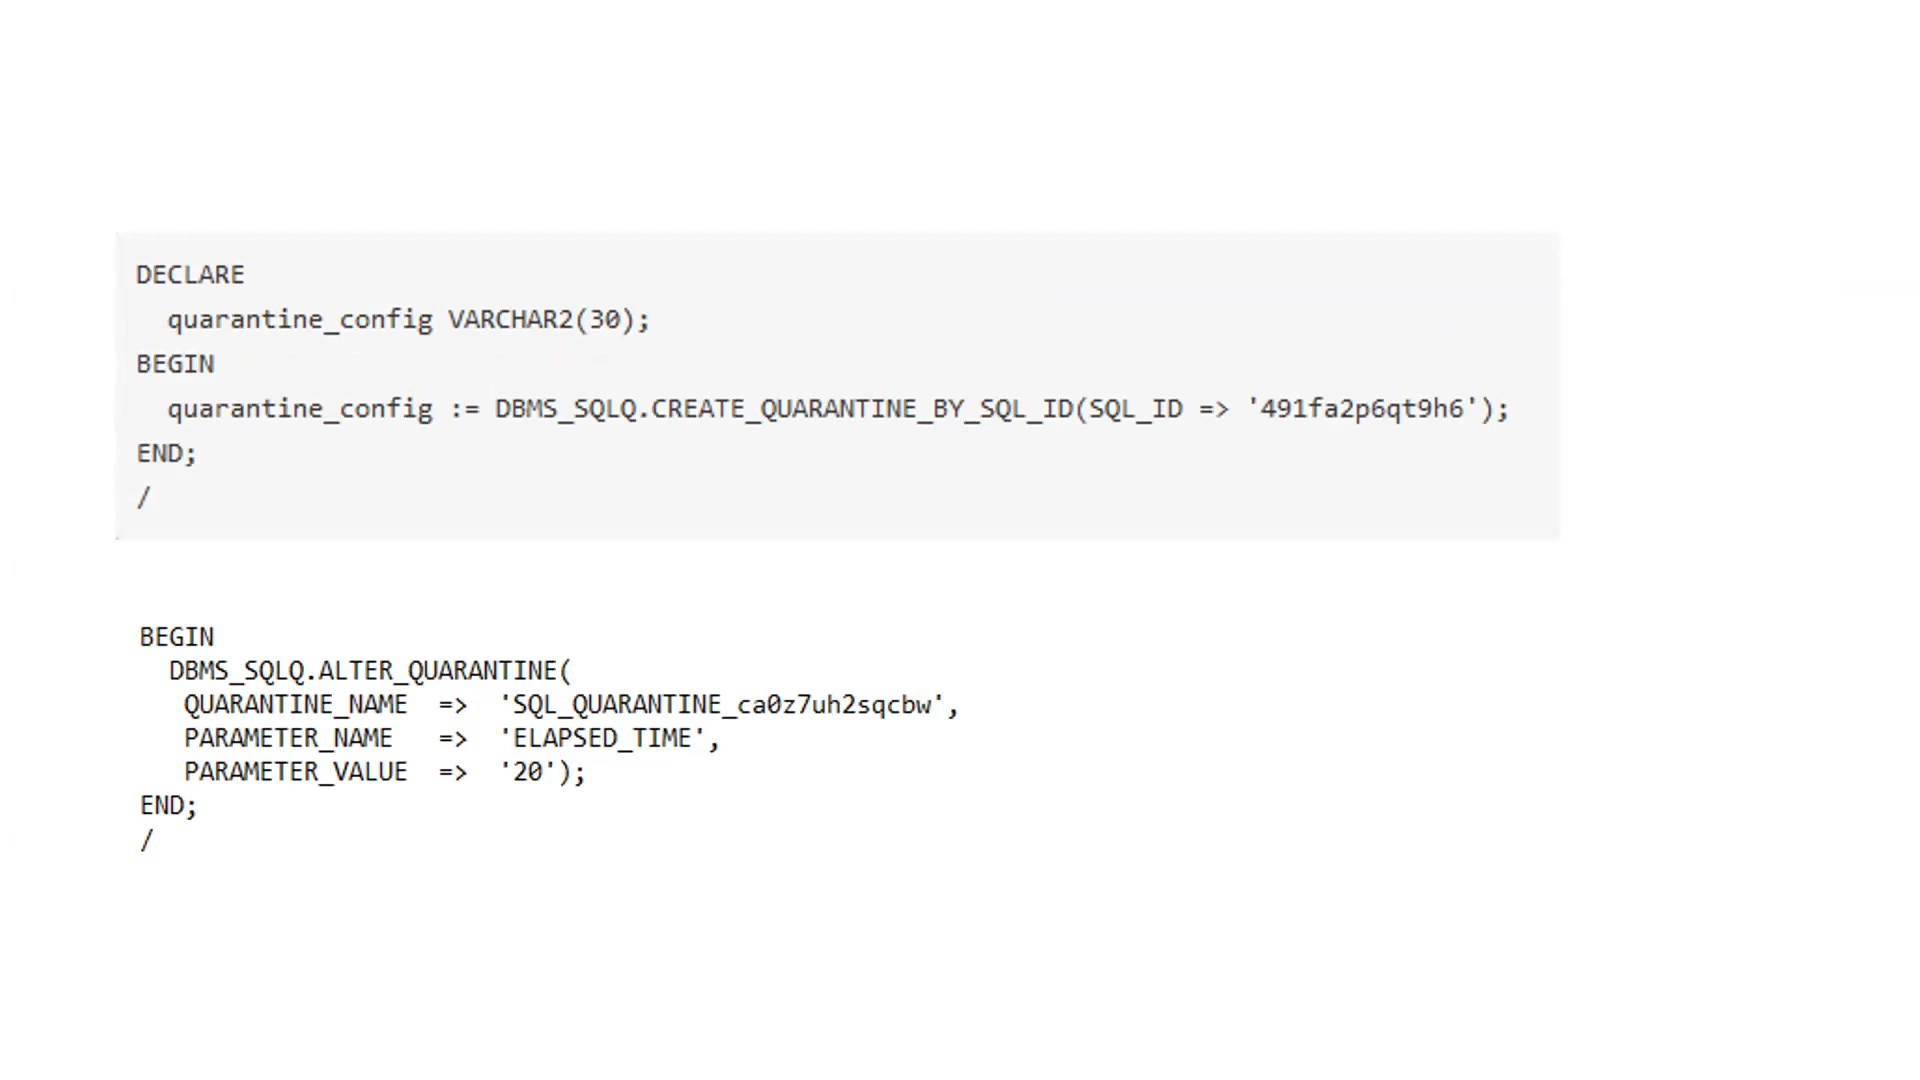 DECLARE
quarantine_config VARCHAR2(30);
BEGIN
quarantine_config := DBMS_SQLQ.CREATE_QUARANTINE_BY_SQL_ID(SQL_ID => '491fa2p6qt9h6');
END;
/
BEGIN
DBMS_SQLQ.ALTER_QUARANTINE(
QUARANTINE_NAME => 'SQL_QUARANTINE_ca0z7uh2sqcbw',
PARAMETER_NAME => 'ELAPSED_TIME',
PARAMETER_VALUE => '20');
END;
/